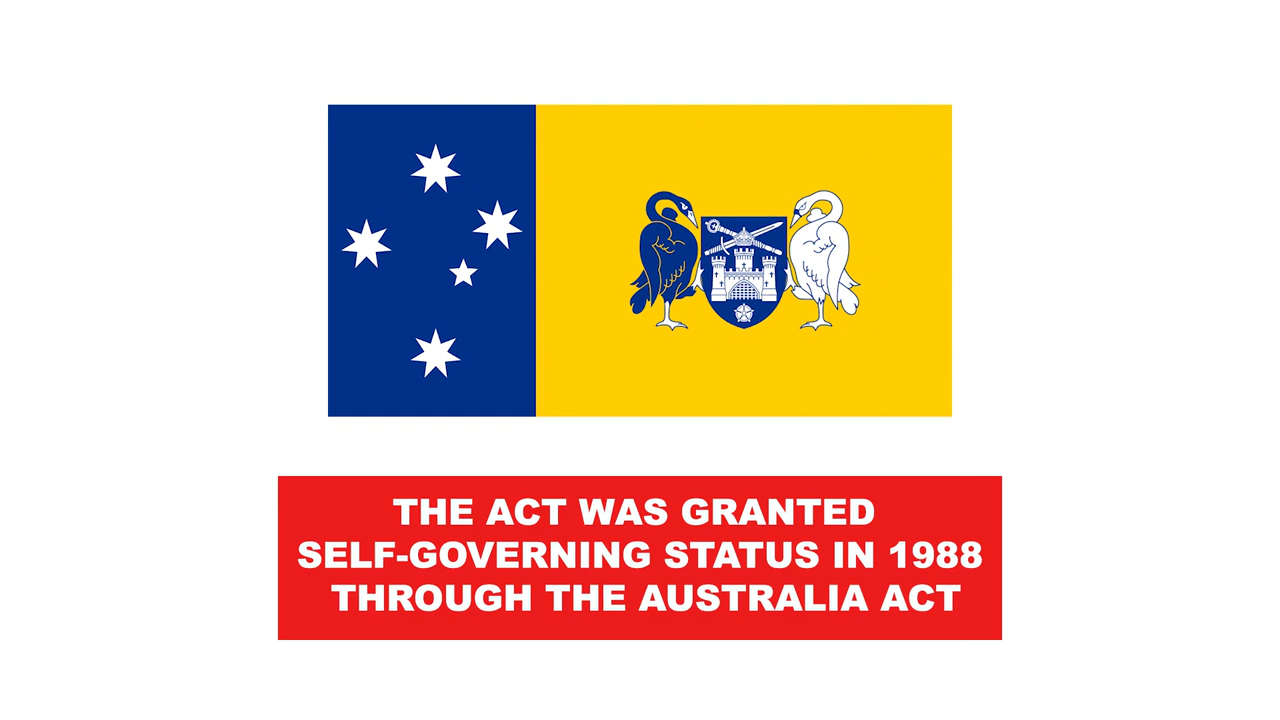 THE ACT WAS GRANTED
SELF-GOVERNING STATUS IN 1988
THROUGH THE AUSTRALIA ACT